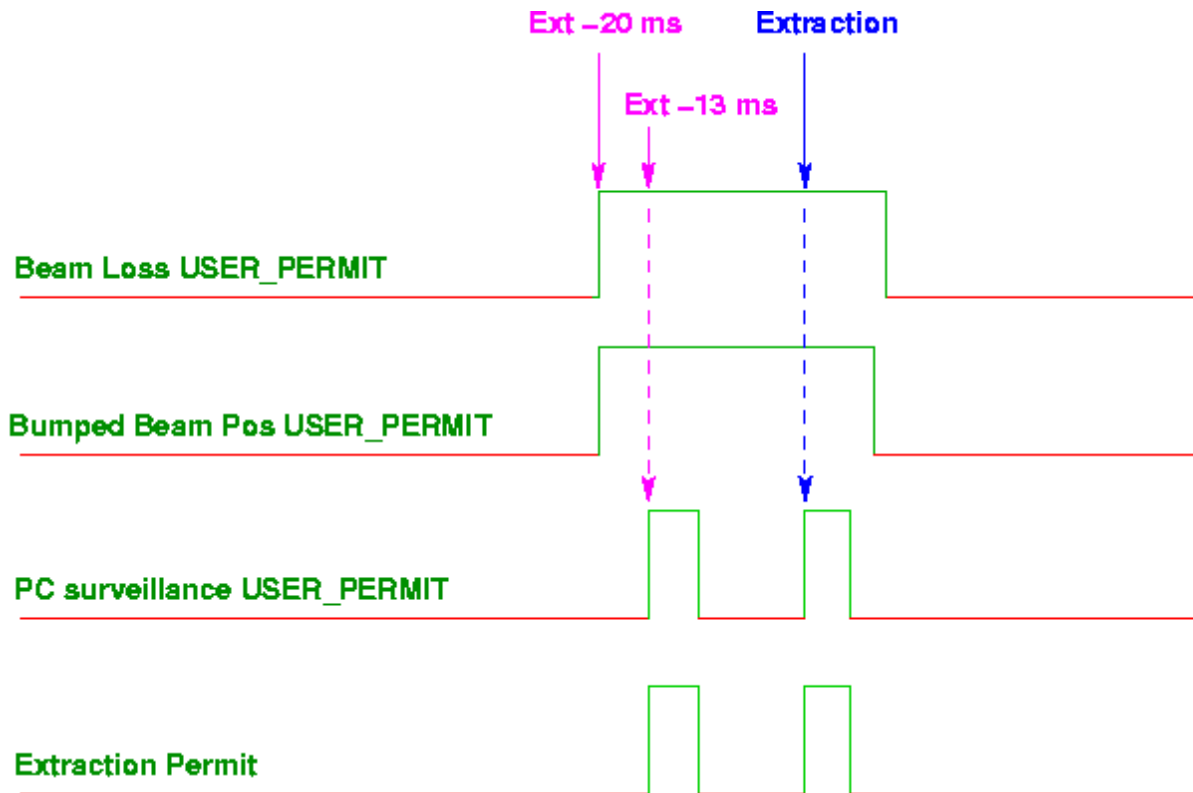 Ext –20 ms
Extraction
Ext –13 ms
Beam Loss USER_PERMIT
Bumped Beam Pos USER_PERMIT
PC surveillance USER_PERMIT
Extraction Permit